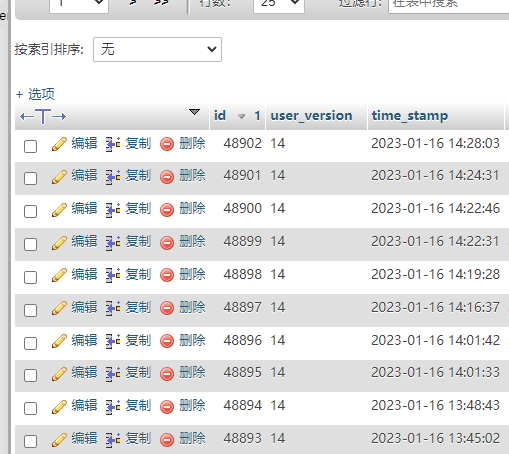 1 > >> 行数: 25 过滤行: 在表中搜索
按索引排序: 无
+ 选项
←T→ id 1 user_version time_stamp
编辑 复制 删除 48902 14 2023-01-16 14:28:03
编辑 复制 删除 48901 14 2023-01-16 14:24:31
编辑 复制 删除 48900 14 2023-01-16 14:22:46
编辑 复制 删除 48899 14 2023-01-16 14:22:31
编辑 复制 删除 48898 14 2023-01-16 14:19:28
编辑 复制 删除 48897 14 2023-01-16 14:16:37
编辑 复制 删除 48896 14 2023-01-16 14:01:42
编辑 复制 删除 48895 14 2023-01-16 14:01:33
编辑 复制 删除 48894 14 2023-01-16 13:48:43
编辑 复制 删除 48893 14 2023-01-16 13:45:02